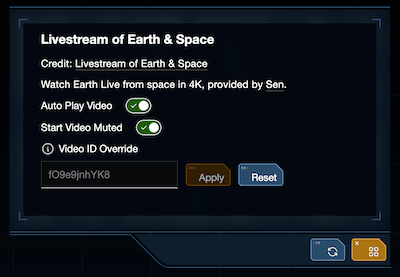 Livestream of Earth & Space
Credit: Livestream of Earth & Space
Watch Earth Live from space in 4K, provided by Sen.
Auto Play Video
Start Video Muted
Video ID Override
fO9e9jnhYK8
Apply
Reset